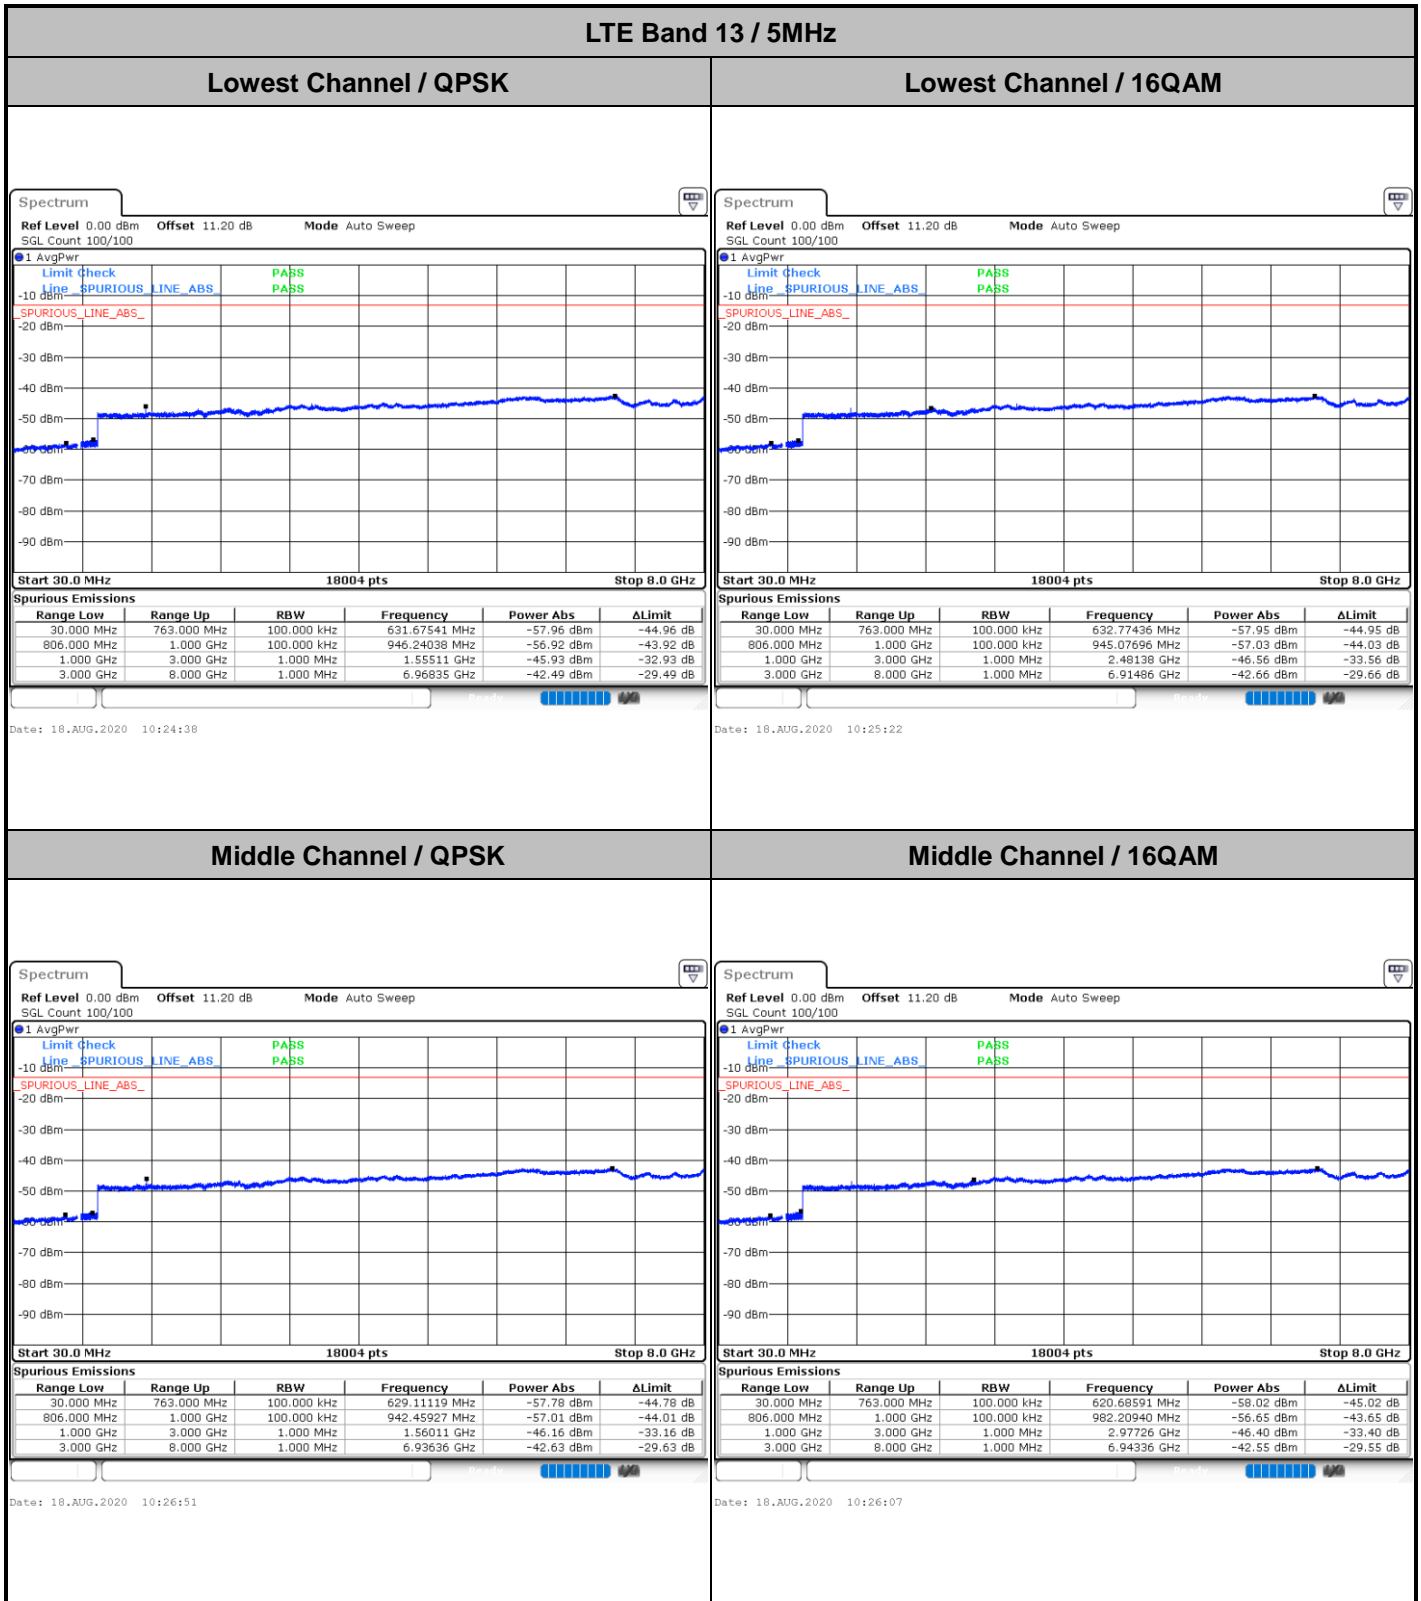 LTE Band 13 / 5MHz
Lowest Channel / QPSK
Lowest Channel / 16QAM
Spectrum
Ref Level 0.00 dBm Offset 11.20 dB Mode Auto Sweep
SGL Count 100/100
1 AvgPwr
Limit Check PASS
Line _SPURIOUS_LINE_ABS_ PASS
-10 dBm
_SPURIOUS_LINE_ABS_
-20 dBm
-30 dBm
-40 dBm
-50 dBm
-60 dBm
-70 dBm
-80 dBm
-90 dBm
Start 30.0 MHz 18004 pts Stop 8.0 GHz
Spurious Emissions
Range Low Range Up RBW Frequency Power Abs ΔLimit
30.000 MHz 763.000 MHz 100.000 kHz 631.67541 MHz -57.96 dBm -44.96 dB
806.000 MHz 1.000 GHz 100.000 kHz 946.24038 MHz -56.92 dBm -43.92 dB
1.000 GHz 3.000 GHz 1.000 MHz 1.55511 GHz -45.93 dBm -32.93 dB
3.000 GHz 8.000 GHz 1.000 MHz 6.96835 GHz -42.49 dBm -29.49 dB
Date: 18.AUG.2020 10:24:38
Spectrum
Ref Level 0.00 dBm Offset 11.20 dB Mode Auto Sweep
SGL Count 100/100
1 AvgPwr
Limit Check PASS
Line _SPURIOUS_LINE_ABS_ PASS
-10 dBm
_SPURIOUS_LINE_ABS_
-20 dBm
-30 dBm
-40 dBm
-50 dBm
-60 dBm
-70 dBm
-80 dBm
-90 dBm
Start 30.0 MHz 18004 pts Stop 8.0 GHz
Spurious Emissions
Range Low Range Up RBW Frequency Power Abs ΔLimit
30.000 MHz 763.000 MHz 100.000 kHz 632.77436 MHz -57.95 dBm -44.95 dB
806.000 MHz 1.000 GHz 100.000 kHz 945.07696 MHz -57.03 dBm -44.03 dB
1.000 GHz 3.000 GHz 1.000 MHz 2.48138 GHz -46.56 dBm -33.56 dB
3.000 GHz 8.000 GHz 1.000 MHz 6.91486 GHz -42.66 dBm -29.66 dB
Date: 18.AUG.2020 10:25:22
Middle Channel / QPSK
Middle Channel / 16QAM
Spectrum
Ref Level 0.00 dBm Offset 11.20 dB Mode Auto Sweep
SGL Count 100/100
1 AvgPwr
Limit Check PASS
Line _SPURIOUS_LINE_ABS_ PASS
-10 dBm
_SPURIOUS_LINE_ABS_
-20 dBm
-30 dBm
-40 dBm
-50 dBm
-60 dBm
-70 dBm
-80 dBm
-90 dBm
Start 30.0 MHz 18004 pts Stop 8.0 GHz
Spurious Emissions
Range Low Range Up RBW Frequency Power Abs ΔLimit
30.000 MHz 763.000 MHz 100.000 kHz 629.11119 MHz -57.78 dBm -44.78 dB
806.000 MHz 1.000 GHz 100.000 kHz 942.45927 MHz -57.01 dBm -44.01 dB
1.000 GHz 3.000 GHz 1.000 MHz 1.56011 GHz -46.16 dBm -33.16 dB
3.000 GHz 8.000 GHz 1.000 MHz 6.93636 GHz -42.63 dBm -29.63 dB
Date: 18.AUG.2020 10:26:51
Spectrum
Ref Level 0.00 dBm Offset 11.20 dB Mode Auto Sweep
SGL Count 100/100
1 AvgPwr
Limit Check PASS
Line _SPURIOUS_LINE_ABS_ PASS
-10 dBm
_SPURIOUS_LINE_ABS_
-20 dBm
-30 dBm
-40 dBm
-50 dBm
-60 dBm
-70 dBm
-80 dBm
-90 dBm
Start 30.0 MHz 18004 pts Stop 8.0 GHz
Spurious Emissions
Range Low Range Up RBW Frequency Power Abs ΔLimit
30.000 MHz 763.000 MHz 100.000 kHz 620.68591 MHz -58.02 dBm -45.02 dB
806.000 MHz 1.000 GHz 100.000 kHz 982.20940 MHz -56.65 dBm -43.65 dB
1.000 GHz 3.000 GHz 1.000 MHz 2.97726 GHz -46.40 dBm -33.40 dB
3.000 GHz 8.000 GHz 1.000 MHz 6.94336 GHz -42.55 dBm -29.55 dB
Date: 18.AUG.2020 10:26:07